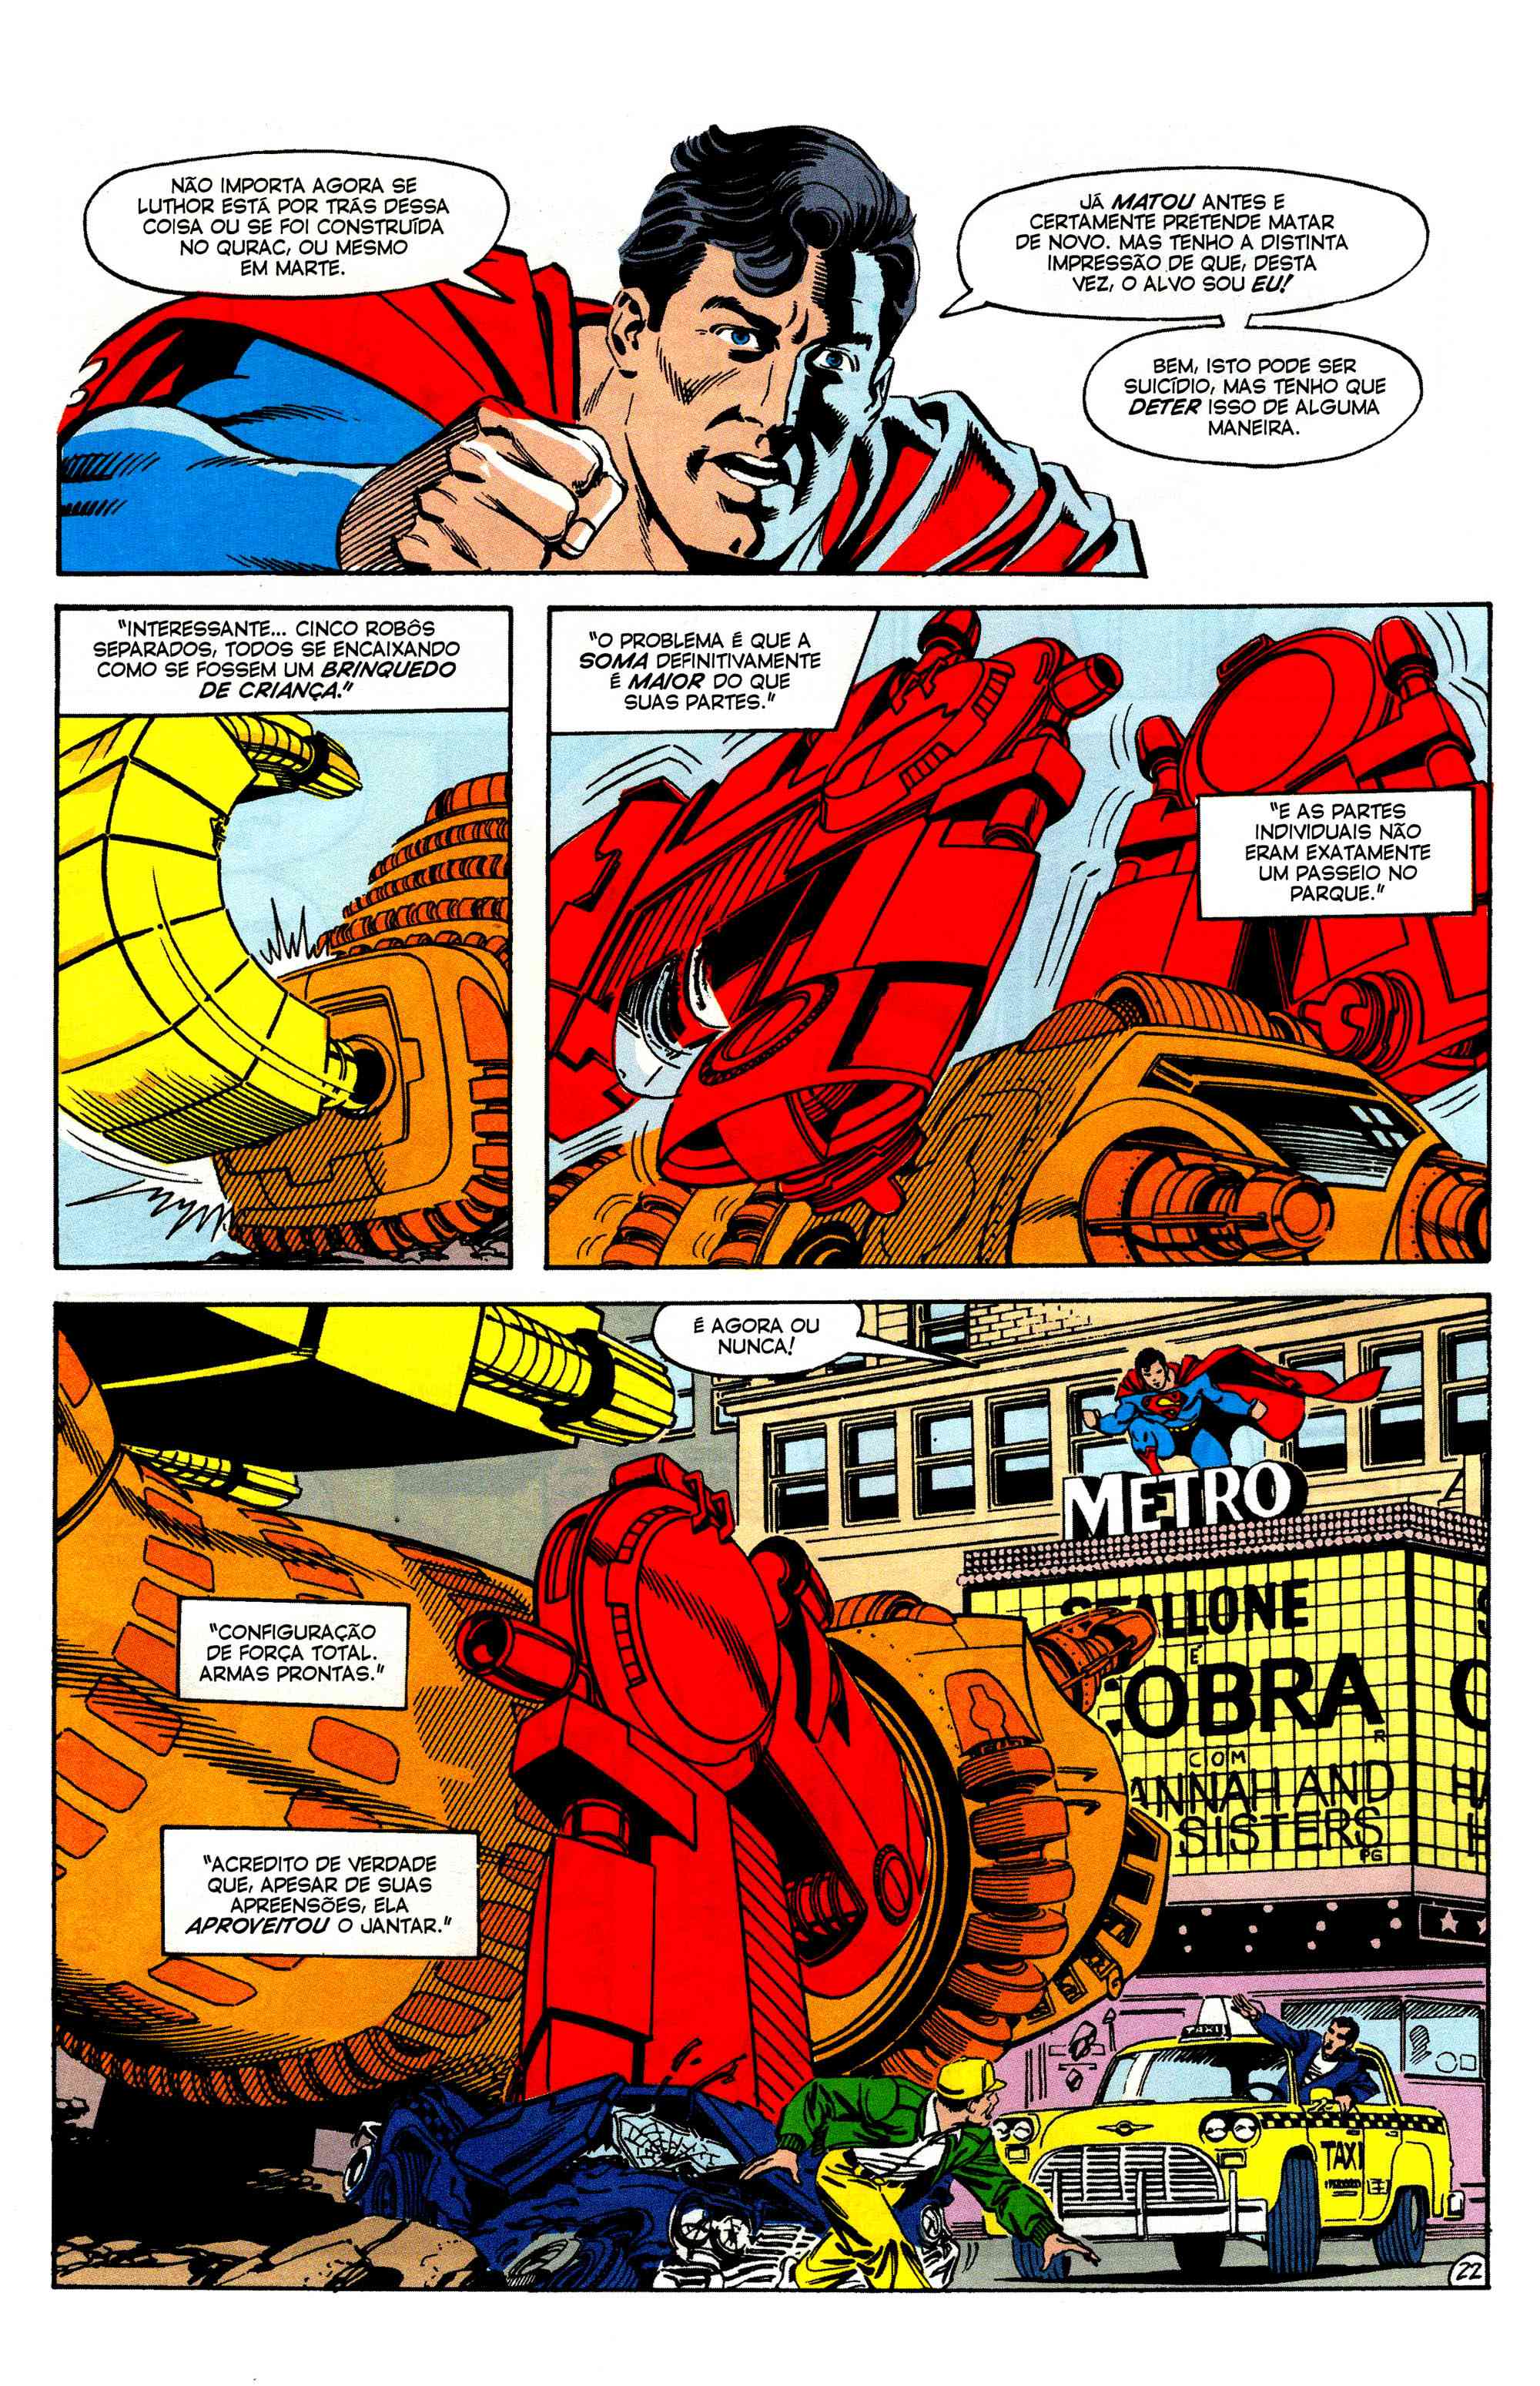 NÃO IMPORTA AGORA SE
LUTHOR ESTÁ POR TRÁS DESSA
COISA OU SE FOI CONSTRUÍDA
NO QURAC, OU MESMO
EM MARTE.
JÁ MATOU ANTES E
CERTAMENTE PRETENDE MATAR
DE NOVO. MAS TENHO A DISTINTA
IMPRESSÃO DE QUE, DESTA
VEZ, O ALVO SOU EU!
BEM, ISTO PODE SER
SUICÍDIO, MAS TENHO QUE
DETER ISSO DE ALGUMA
MANEIRA.
"INTERESSANTE... CINCO ROBÔS
SEPARADOS, TODOS SE ENCAIXANDO
COMO SE FOSSEM UM BRINQUEDO
DE CRIANÇA."
"O PROBLEMA É QUE A
SOMA DEFINITIVAMENTE
É MAIOR DO QUE
SUAS PARTES."
"E AS PARTES
INDIVIDUAIS NÃO
ERAM EXATAMENTE
UM PASSEIO NO
PARQUE."
É AGORA OU
NUNCA!
METRO
STALLONE
É
COBRA
R
COM
ANNAH AND
SISTERS
PG
"CONFIGURAÇÃO
DE FORÇA TOTAL.
ARMAS PRONTAS."
"ACREDITO DE VERDADE
QUE, APESAR DE SUAS
APREENSÕES, ELA
APROVEITOU O JANTAR."
TAXI
TAXI
22